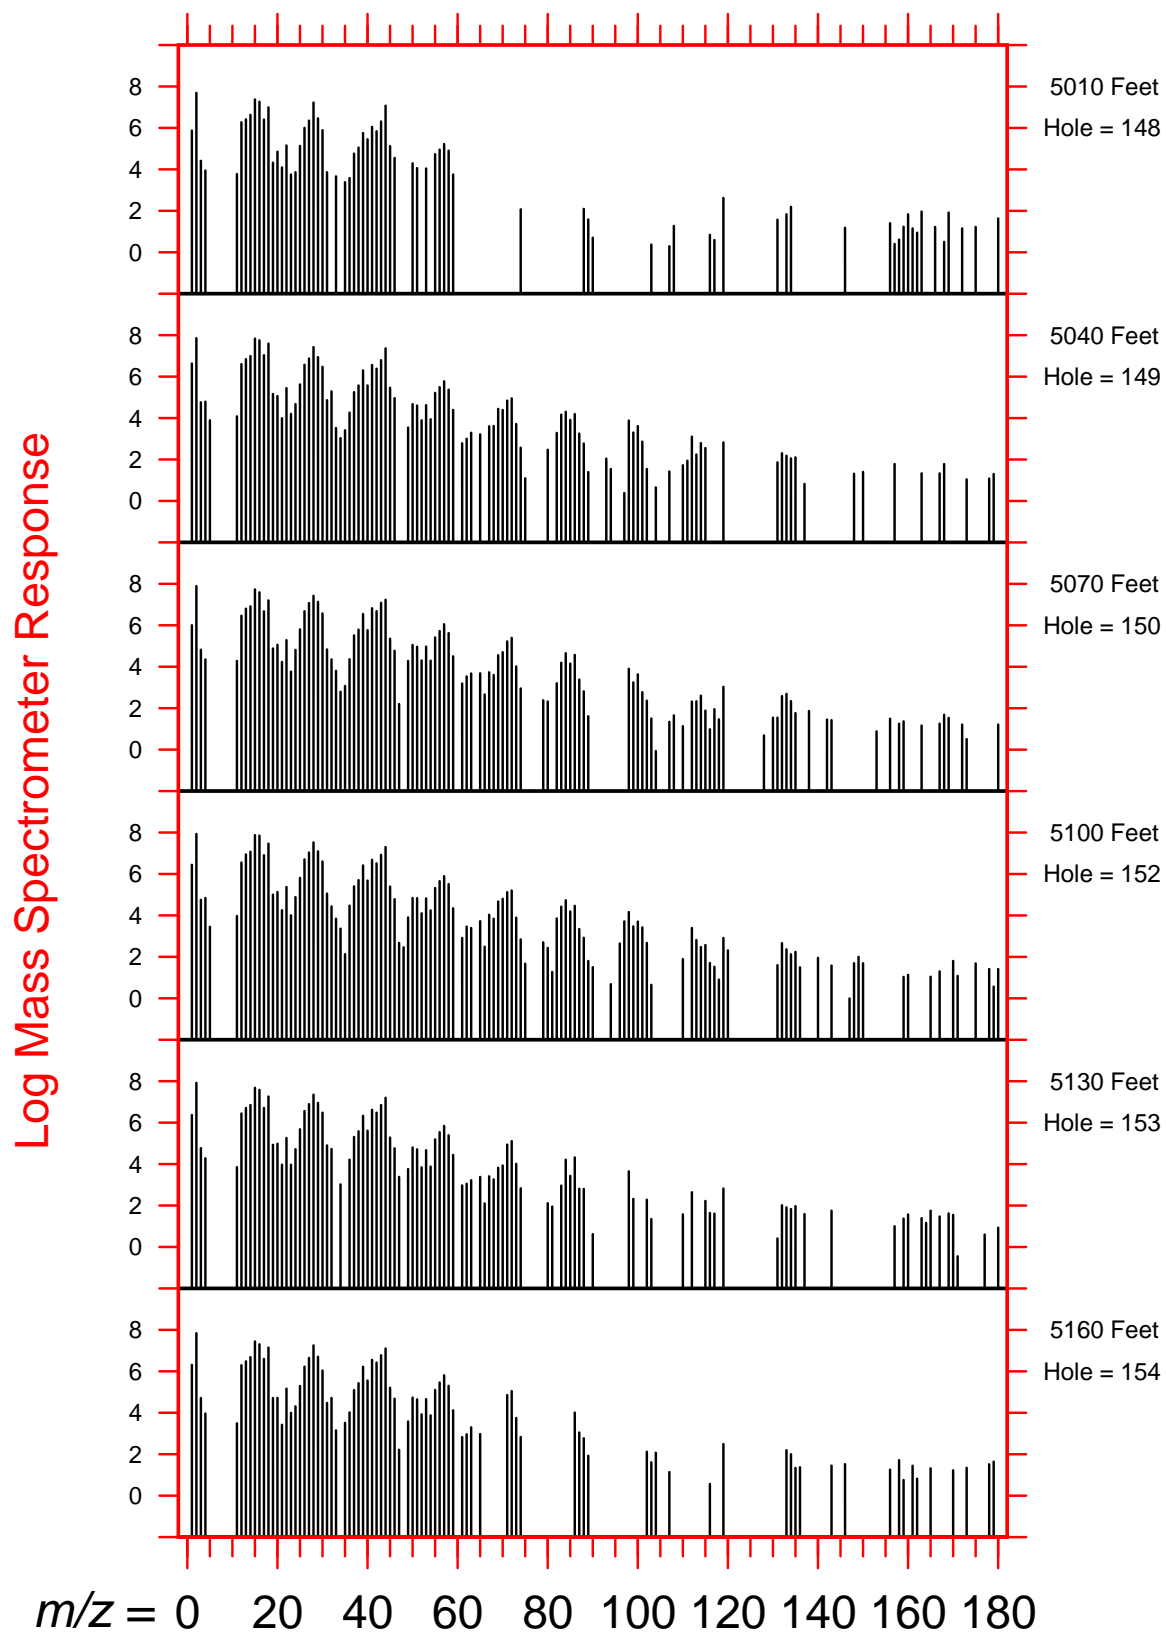 8
6
4
2
0
5010 Feet
Hole = 148
8
6
4
2
0
5040 Feet
Hole = 149
8
6
4
2
0
5070 Feet
Hole = 150
8
6
4
2
0
5100 Feet
Hole = 152
8
6
4
2
0
5130 Feet
Hole = 153
8
6
4
2
0
5160 Feet
Hole = 154
Log Mass Spectrometer Response
m/z = 0 20 40 60 80 100 120 140 160 180